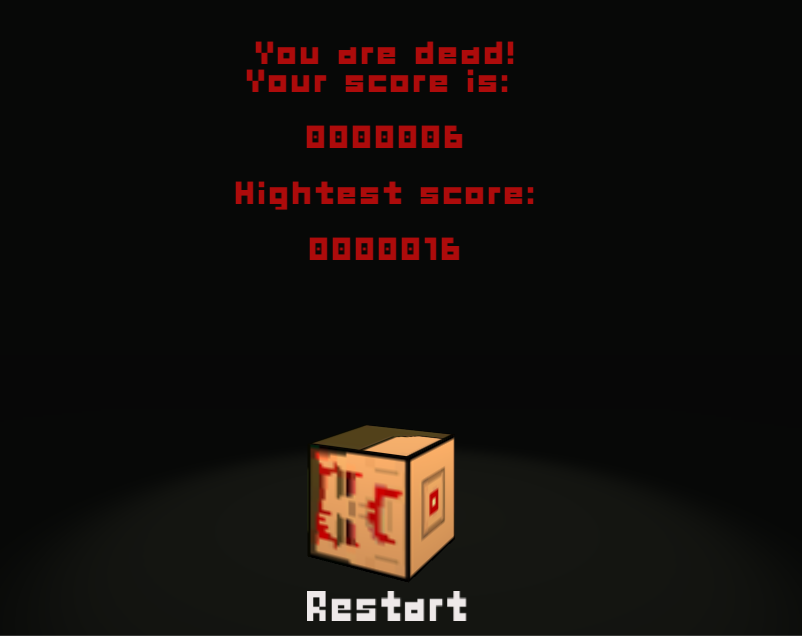 You are dead!
Your score is:
0000006
Hightest score:
0000016
Restart